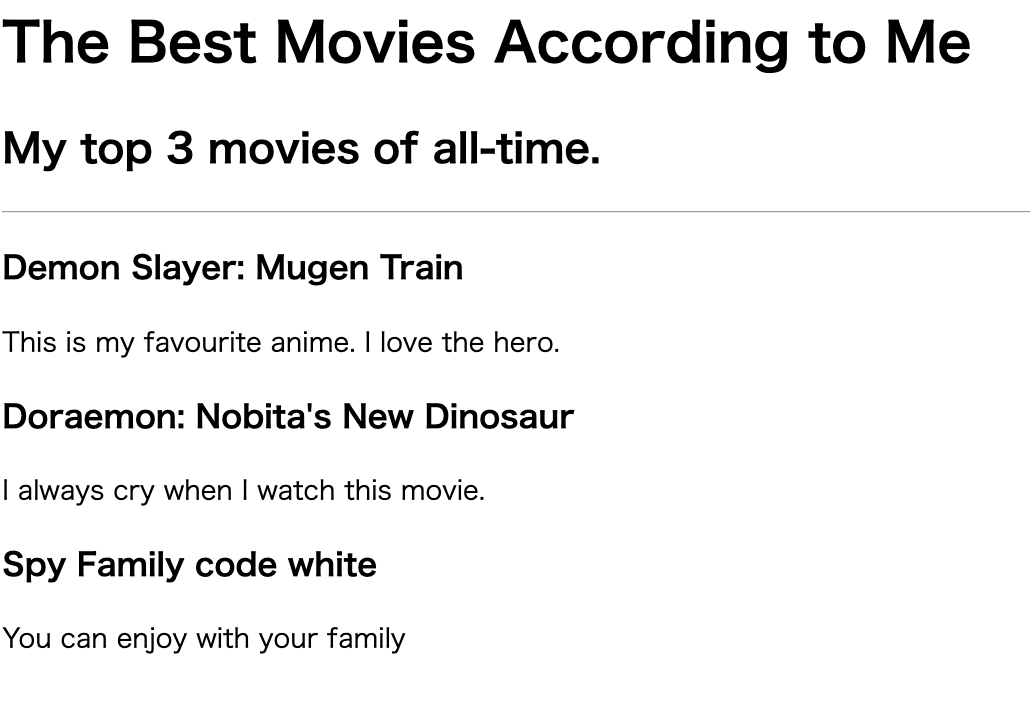 The Best Movies According to Me
My top 3 movies of all-time.
Demon Slayer: Mugen Train
This is my favourite anime. I love the hero.
Doraemon: Nobita's New Dinosaur
I always cry when I watch this movie.
Spy Family code white
You can enjoy with your family